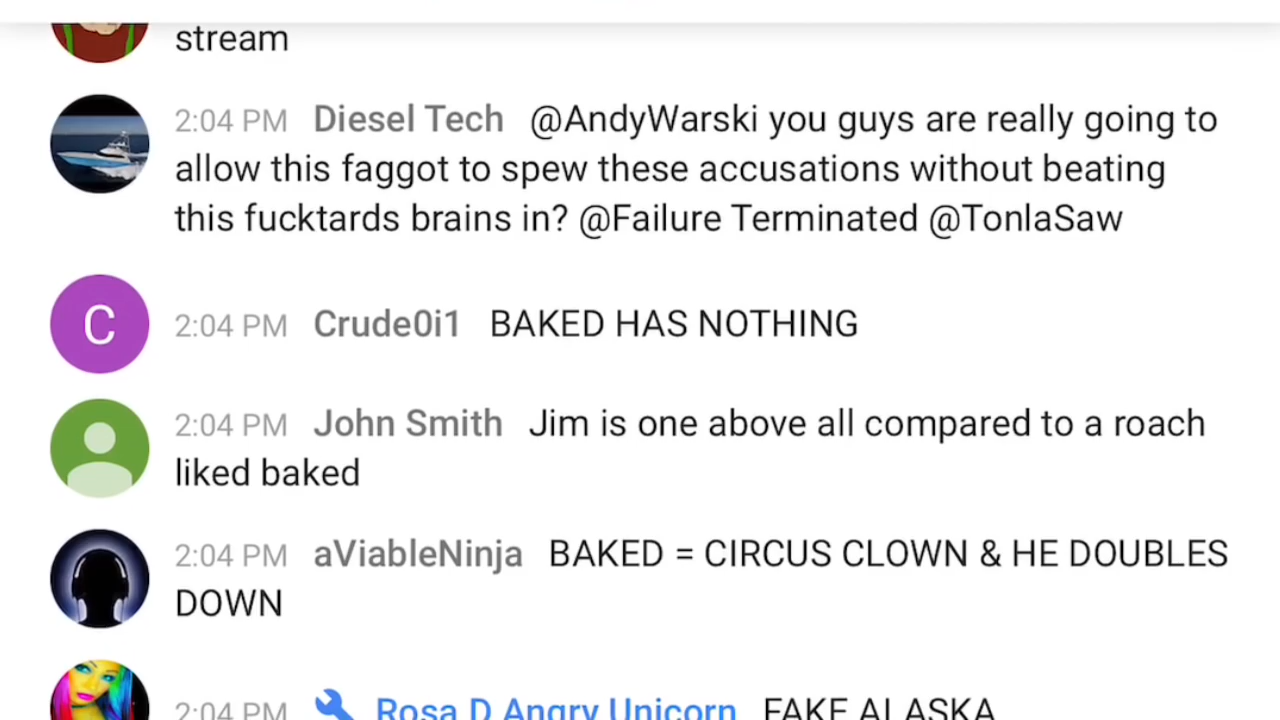 stream
2:04 PM Diesel Tech @AndyWarski you guys are really going to
allow this faggot to spew these accusations without beating
this fucktards brains in? @Failure Terminated @TonlaSaw
C
2:04 PM Crude0i1 BAKED HAS NOTHING
2:04 PM John Smith Jim is one above all compared to a roach
liked baked
2:04 PM aViableNinja BAKED = CIRCUS CLOWN & HE DOUBLES
DOWN
2:04 PM Rosa D Angry Unicorn FAKE ALASKA